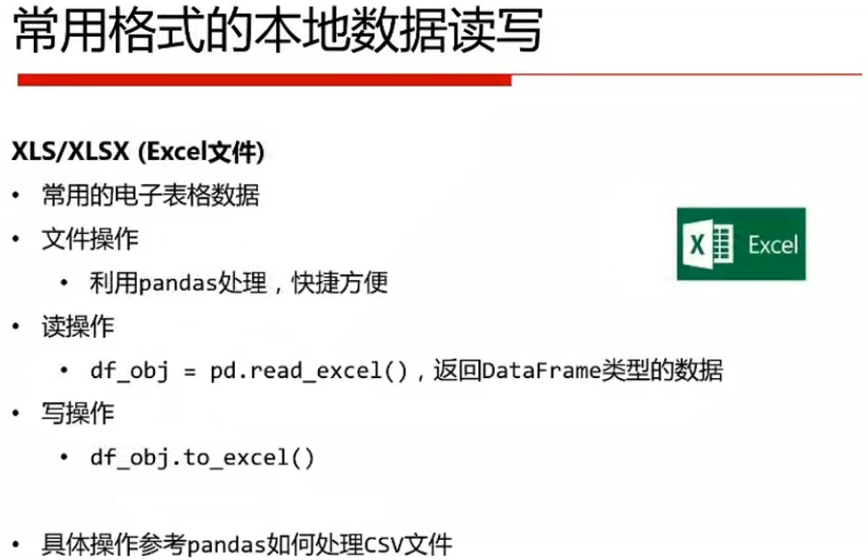 常用格式的本地数据读写
XLS/XLSX (Excel文件)
• 常用的电子表格数据
• 文件操作
• 利用pandas处理，快捷方便
X Excel
• 读操作
• df_obj = pd.read_excel()，返回DataFrame类型的数据
• 写操作
• df_obj.to_excel()
• 具体操作参考pandas如何处理CSV文件